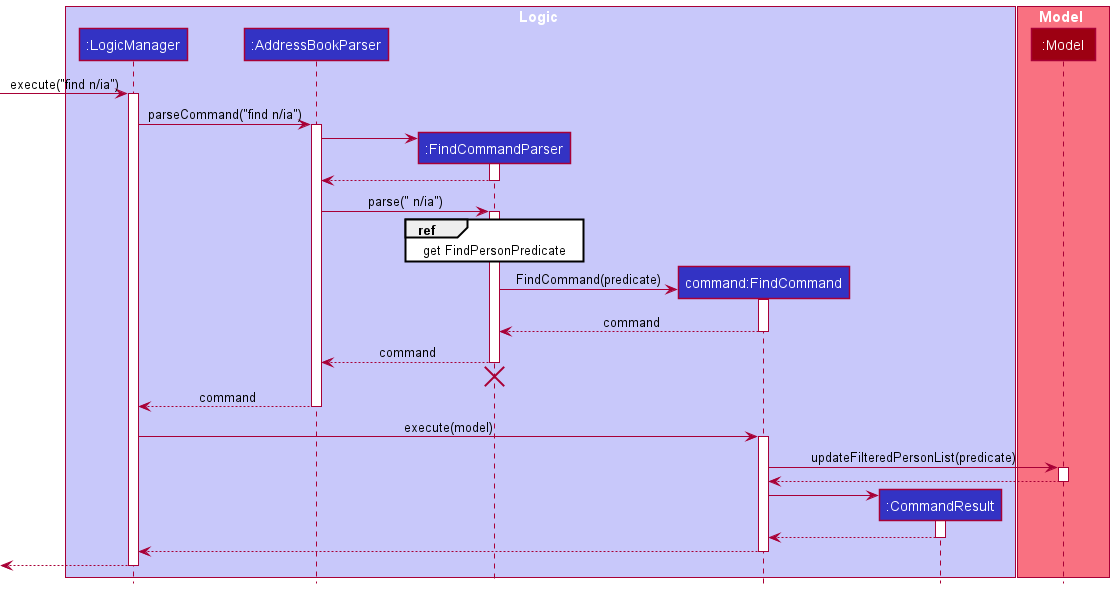 Logic
Model
:LogicManager
:AddressBookParser
:Model
execute("find n/ia")
parseCommand("find n/ia")
:FindCommandParser
parse(" n/ia")
ref
get FindPersonPredicate
FindCommand(predicate)
command:FindCommand
command
command
command
execute(model)
updateFilteredPersonList(predicate)
:CommandResult